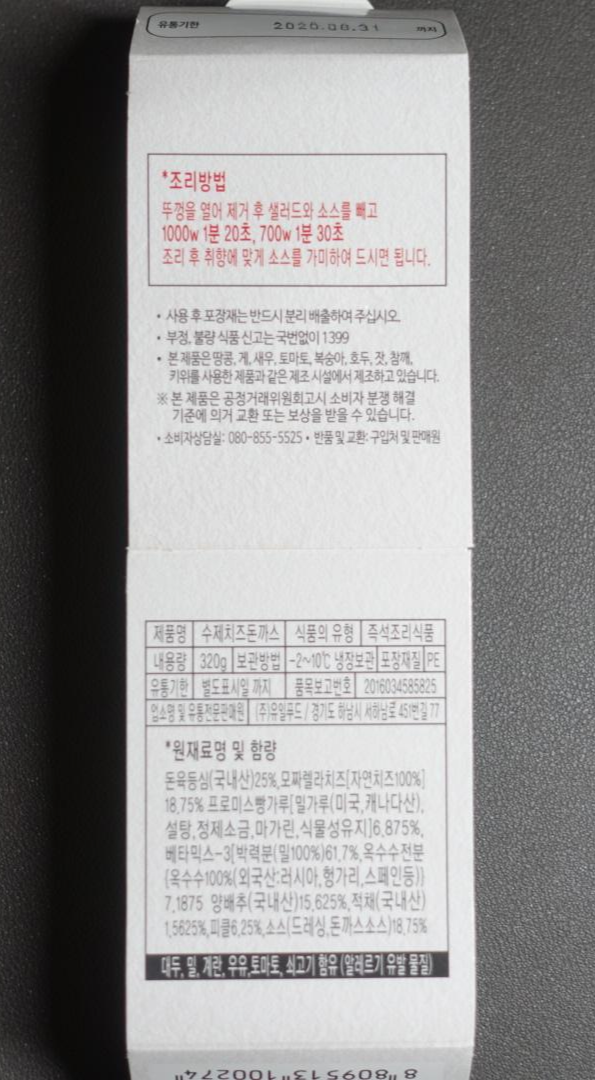 유통기한 2020.08.31 까지
*조리방법
뚜껑을 열어 제거 후 샐러드와 소스를 빼고
1000w 1분 20초, 700w 1분 30초
조리 후 취향에 맞게 소스를 가미하여 드시면 됩니다.
• 사용 후 포장재는 반드시 분리 배출하여 주십시오.
• 부정, 불량 식품 신고는 국번없이 1399
• 본 제품은 땅콩, 게, 새우, 토마토, 복숭아, 호두, 잣, 참깨,
키위를 사용한 제품과 같은 제조 시설에서 제조하고 있습니다.
※ 본 제품은 공정거래위원회고시 소비자 분쟁 해결
기준에 의거 교환 또는 보상을 받을 수 있습니다.
• 소비자상담실: 080-855-5525 • 반품 및 교환: 구입처 및 판매원
제품명 수제치즈돈까스 식품의 유형 즉석조리식품
내용량 320g 보관방법 -2~10℃ 냉장보관 포장재질 PE
유통기한 별도표시일 까지 품목보고번호 2016034585825
업소명 및 유통전문판매원 (주)유일푸드 / 경기도 하남시 서하남로 451번길 77
*원재료명 및 함량
돈육등심(국내산)25%,모짜렐라치즈[자연치즈100%]
18.75% 프로미스빵가루[밀가루(미국,캐나다산),
설탕,정제소금,마가린,식물성유지]6.875%,
베타믹스-3[박력분(밀100%)61.7%,옥수수전분
{옥수수100%(외국산:러시아,헝가리,스페인등)}
7.1875 양배추(국내산)15.625%,적채(국내산)
1.5625%,피클6.25%,소스(드레싱,돈까스소스)18.75%
대두, 밀, 계란, 우유,토마토, 쇠고기 함유 (알레르기 유발 물질)
8 809513 100274